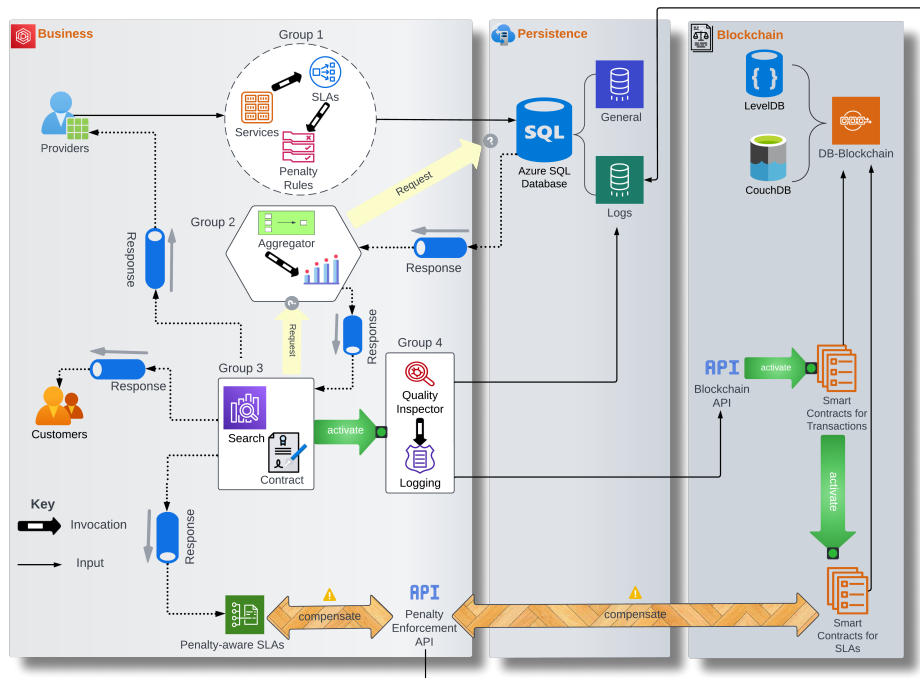 Business
Persistence
Blockchain
Group 1
SLAs
Services
Penalty
Rules
Providers
SQL
Azure SQL
Database
General
Logs
LevelDB
CouchDB
DB-Blockchain
Request
?
Group 2
Aggregator
Response
Response
?
Request
Response
Group 3
Search
Contract
activate
Group 4
Quality
Inspector
Logging
Response
Customers
API
Blockchain
API
activate
Smart
Contracts for
Transactions
activate
Key
Invocation
Input
Response
Penalty-aware SLAs
compensate
API
Penalty
Enforcement
API
compensate
Smart
Contracts for
SLAs